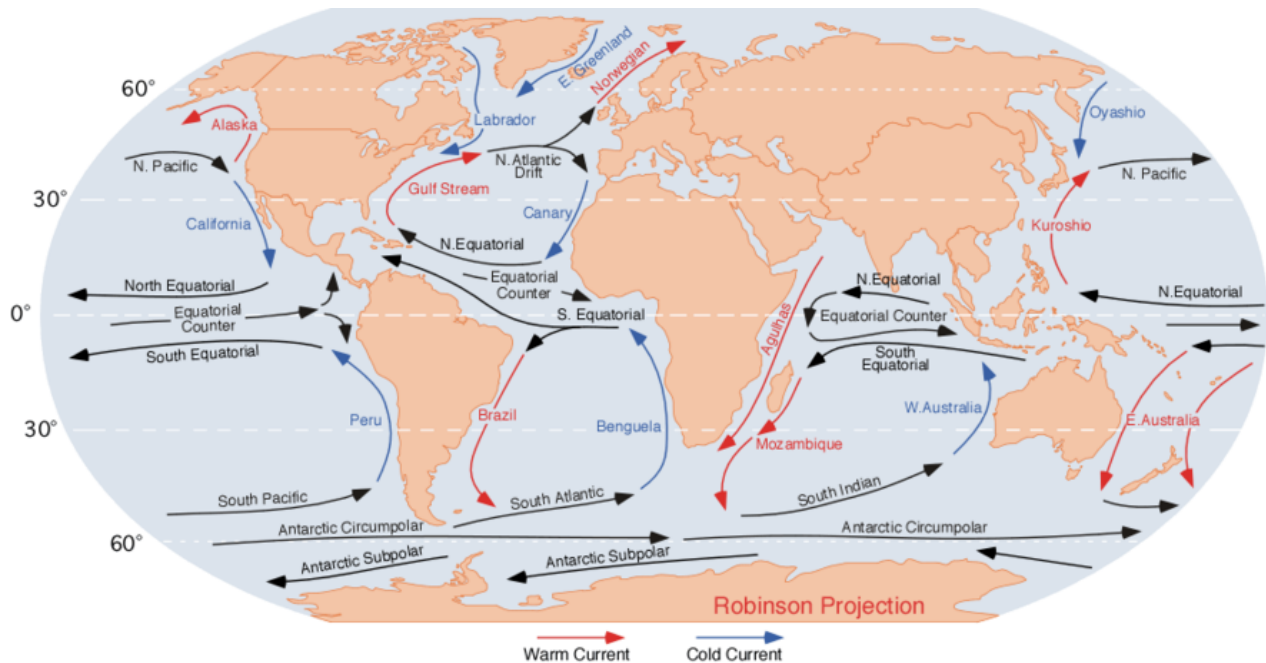 E. Greenland
Norwegian
60°
Alaska
Labrador
Oyashio
N. Pacific
N.Atlantic
Drift
N. Pacific
30°
Gulf Stream
California
Canary
Kuroshio
N.Equatorial
North Equatorial
Equatorial
Counter
N.Equatorial
N.Equatorial
0°
Equatorial
Counter
S. Equatorial
Equatorial Counter
South Equatorial
Agulhas
South
Equatorial
Peru
Brazil
Benguela
W.Australia
E.Australia
30°
Mozambique
South Pacific
South Atlantic
South Indian
Antarctic Circumpolar
Antarctic Circumpolar
60°
Antarctic Subpolar
Antarctic Subpolar
Robinson Projection
Warm Current
Cold Current